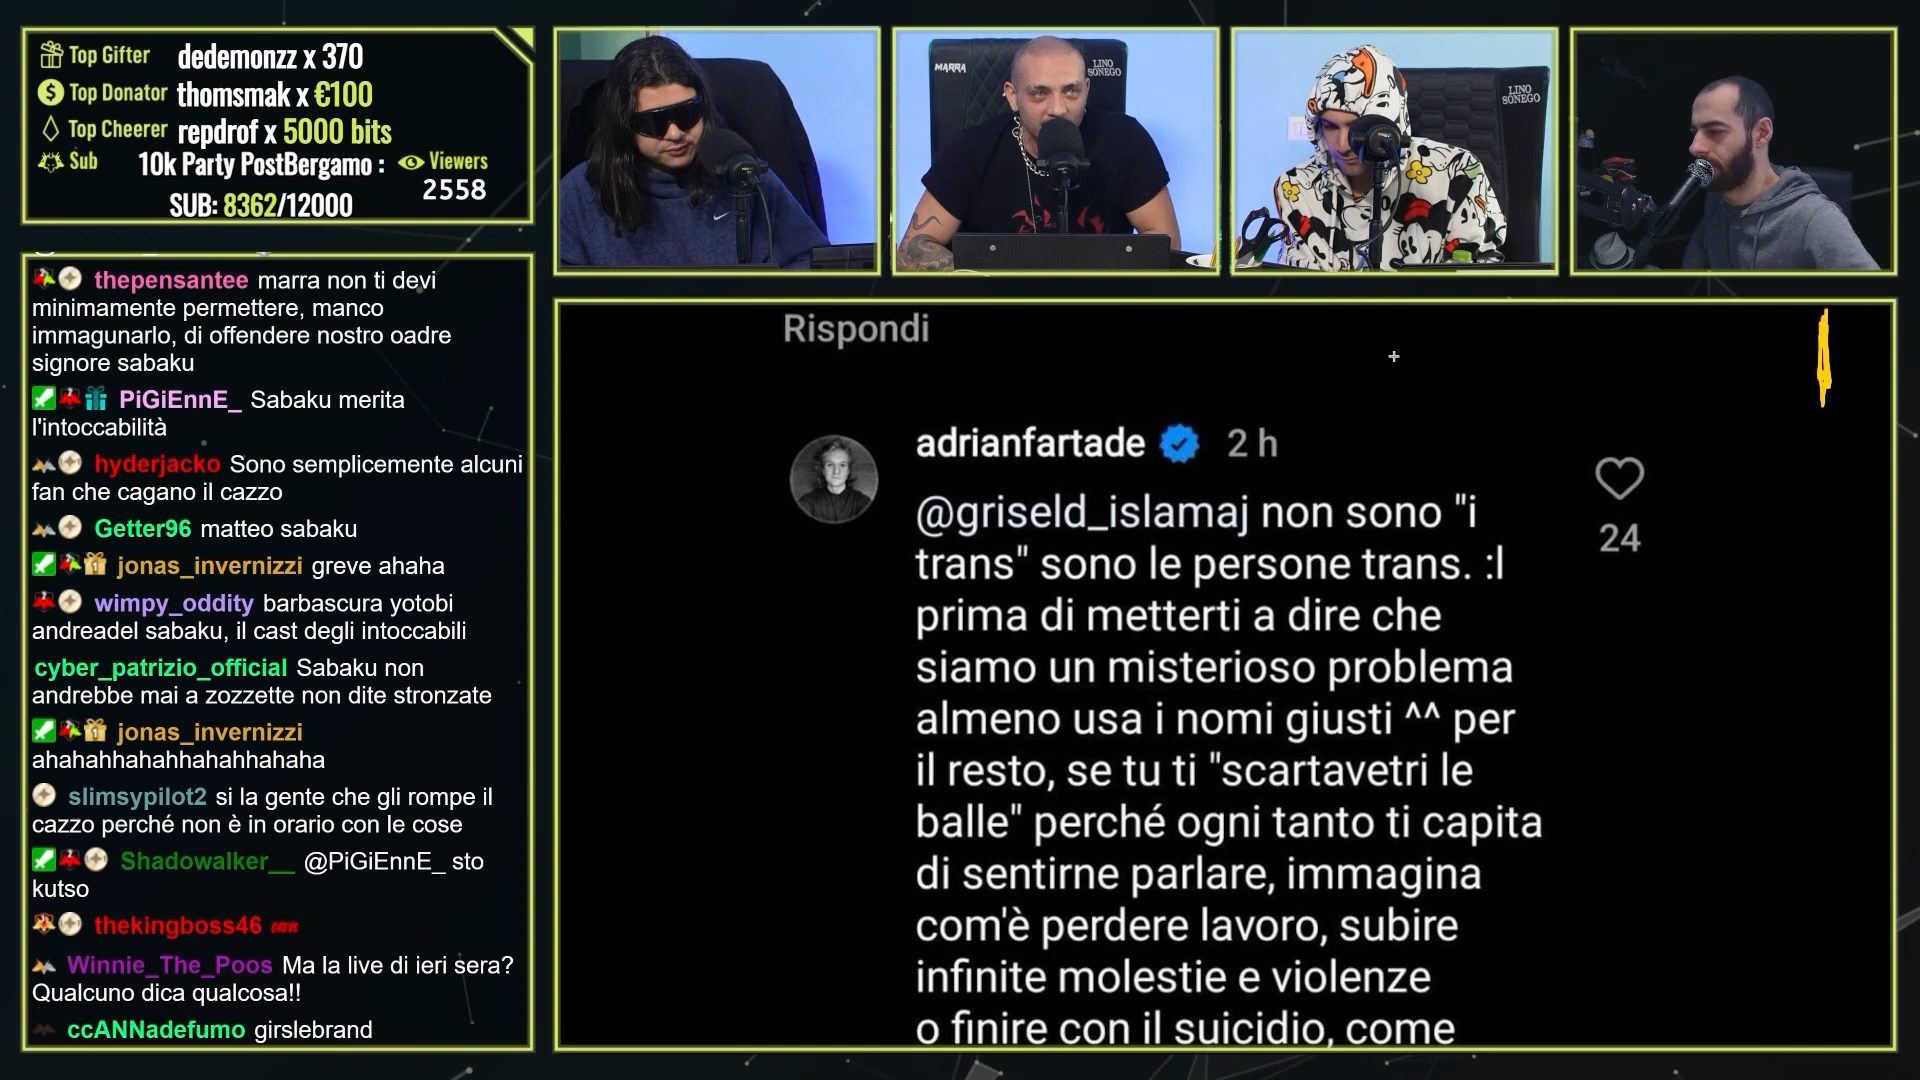 Top Gifter dedemonzz x 370
Top Donator thomsmak x €100
Top Cheerer repdrof x 5000 bits
Sub 10k Party PostBergamo : Viewers
2558
SUB: 8362/12000
thepensantee marra non ti devi
minimamente permettere, manco
immagunarlo, di offendere nostro oadre
signore sabaku
PiGiEnnE_ Sabaku merita
l'intoccabilità
hyderjacko Sono semplicemente alcuni
fan che cagano il cazzo
Getter96 matteo sabaku
jonas_invernizzi greve ahaha
wimpy_oddity barbascura yotobi
andreadel sabaku, il cast degli intoccabili
cyber_patrizio_official Sabaku non
andrebbe mai a zozzette non dite stronzate
jonas_invernizzi
ahahahhahahhahahhahaha
slimsypilot2 si la gente che gli rompe il
cazzo perché non è in orario con le cose
Shadowalker__ @PiGiEnnE_ sto
kutso
thekingboss46
Winnie_The_Poos Ma la live di ieri sera?
Qualcuno dica qualcosa!!
ccANNadefumo girslebrand
MARRA
LINO
SONEGO
LINO
SONEGO
Rispondi
adrianfartade 2 h
@griseld_islamaj non sono "i
trans" sono le persone trans. :l
prima di metterti a dire che
siamo un misterioso problema
almeno usa i nomi giusti ^^ per
il resto, se tu ti "scartavetri le
balle" perché ogni tanto ti capita
di sentirne parlare, immagina
com'è perdere lavoro, subire
infinite molestie e violenze
o finire con il suicidio, come
24